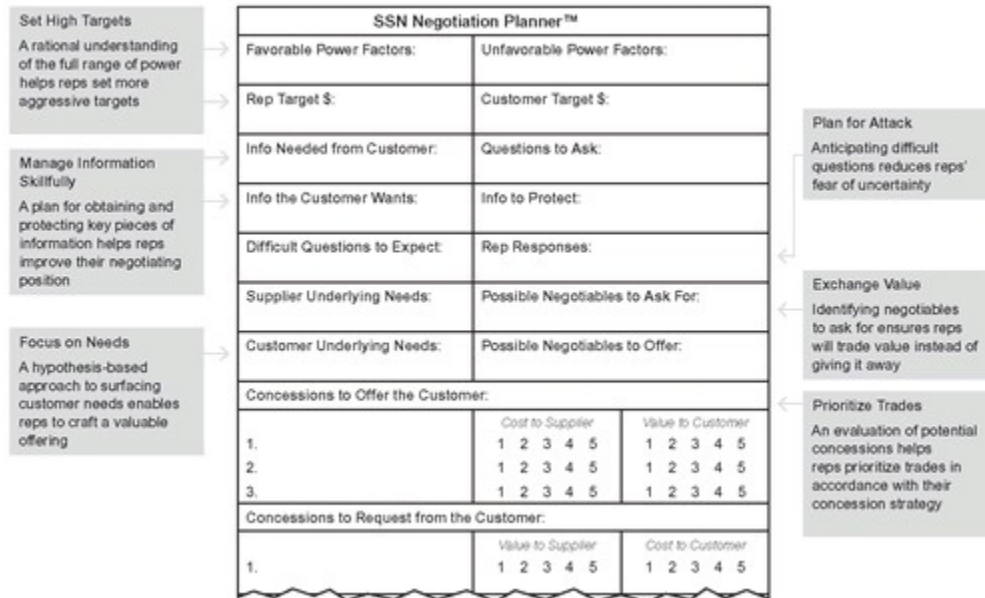 Set High Targets
A rational understanding
of the full range of power
helps reps set more
aggressive targets
Manage Information
Skillfully
A plan for obtaining and
protecting key pieces of
information helps reps
improve their negotiating
position
Focus on Needs
A hypothesis-based
approach to surfacing
customer needs enables
reps to craft a valuable
offering
SSN Negotiation Planner™
Favorable Power Factors: Unfavorable Power Factors:
Rep Target $: Customer Target $:
Info Needed from Customer: Questions to Ask:
Info the Customer Wants: Info to Protect:
Difficult Questions to Expect: Rep Responses:
Supplier Underlying Needs: Possible Negotiables to Ask For:
Customer Underlying Needs: Possible Negotiables to Offer:
Concessions to Offer the Customer:
Cost to Supplier Value to Customer
1. 1 2 3 4 5 1 2 3 4 5
2. 1 2 3 4 5 1 2 3 4 5
3. 1 2 3 4 5 1 2 3 4 5
Concessions to Request from the Customer:
Value to Supplier Cost to Customer
1. 1 2 3 4 5 1 2 3 4 5
Plan for Attack
Anticipating difficult
questions reduces reps'
fear of uncertainty
Exchange Value
Identifying negotiables
to ask for ensures reps
will trade value instead of
giving it away
Prioritize Trades
An evaluation of potential
concessions helps
reps prioritize trades in
accordance with their
concession strategy